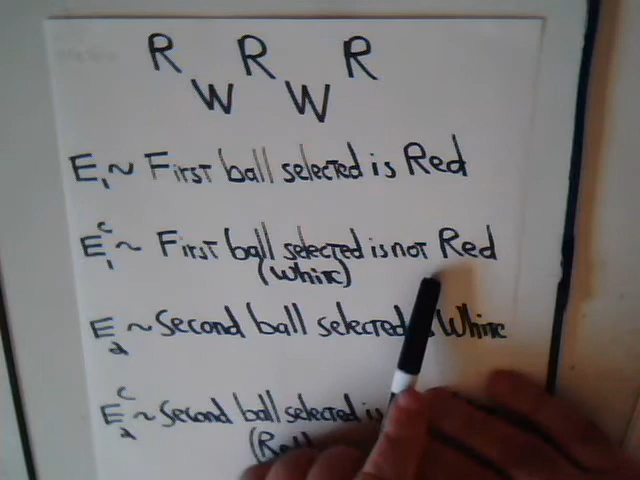 R R R
W W
E₁ ~ First ball selected is Red
E₁ᶜ ~ First ball selected is not Red
(White)
E₂ ~ Second ball selected White
E₂ᶜ ~ Second ball selected is